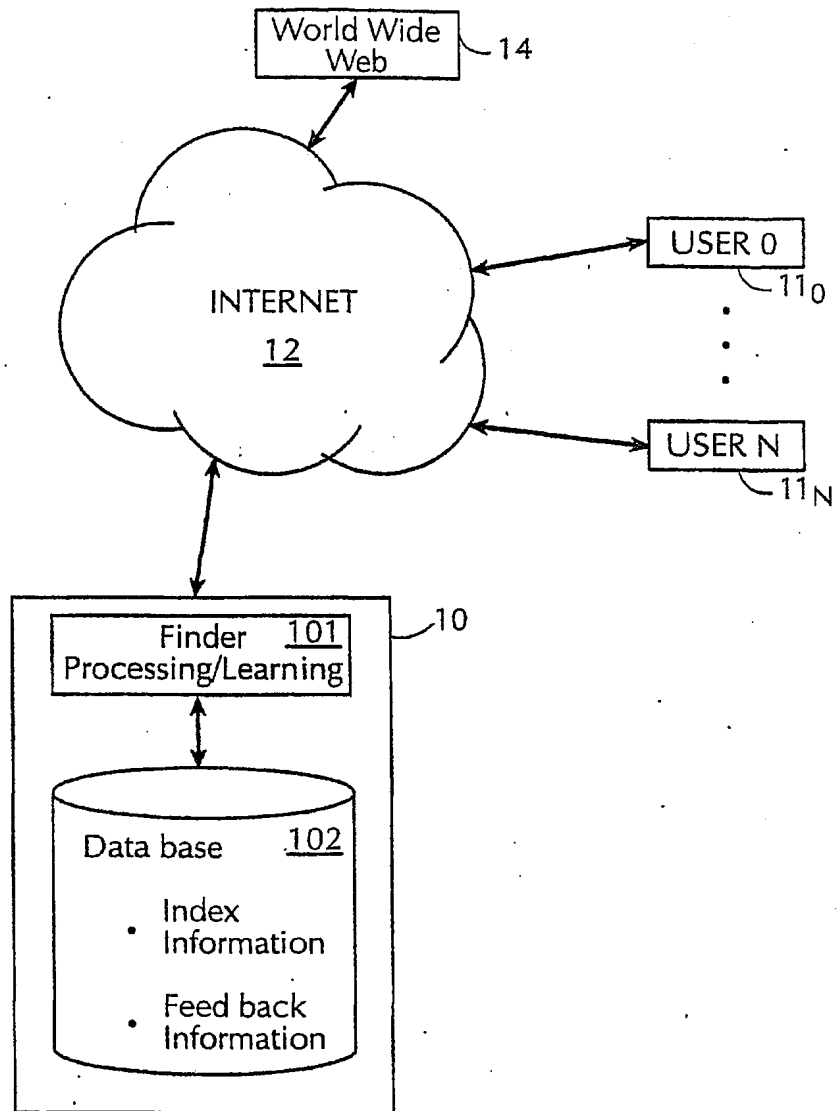 World Wide
Web
14
USER 0
11₀
INTERNET
12
USER N
11N
10
Finder 101
Processing/Learning
Data base 102
• Index
Information
• Feed back
Information